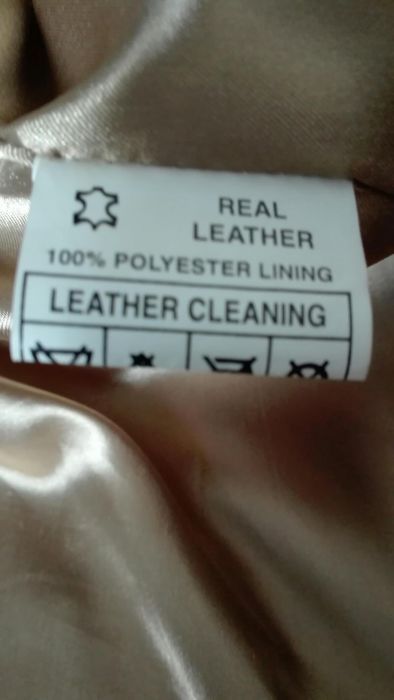 REAL
LEATHER
100% POLYESTER LINING
LEATHER CLEANING